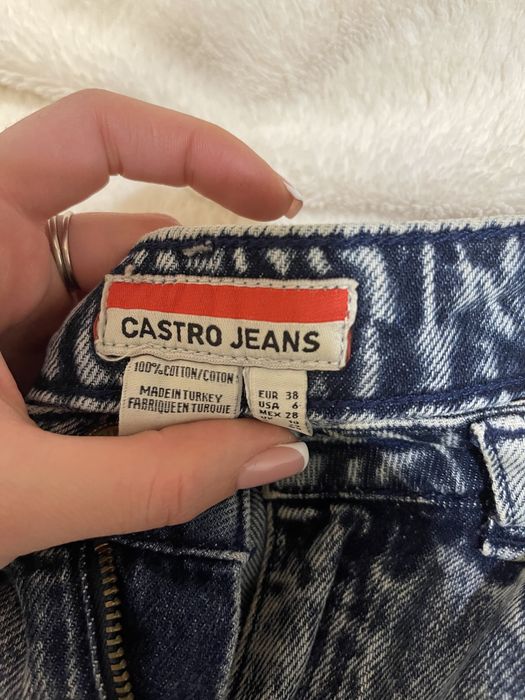 CASTRO JEANS
100%COTTON/COTON
MADE IN TURKEY
FABRIQUE EN TURQUIE
EUR 38
USA 6
MEX 28